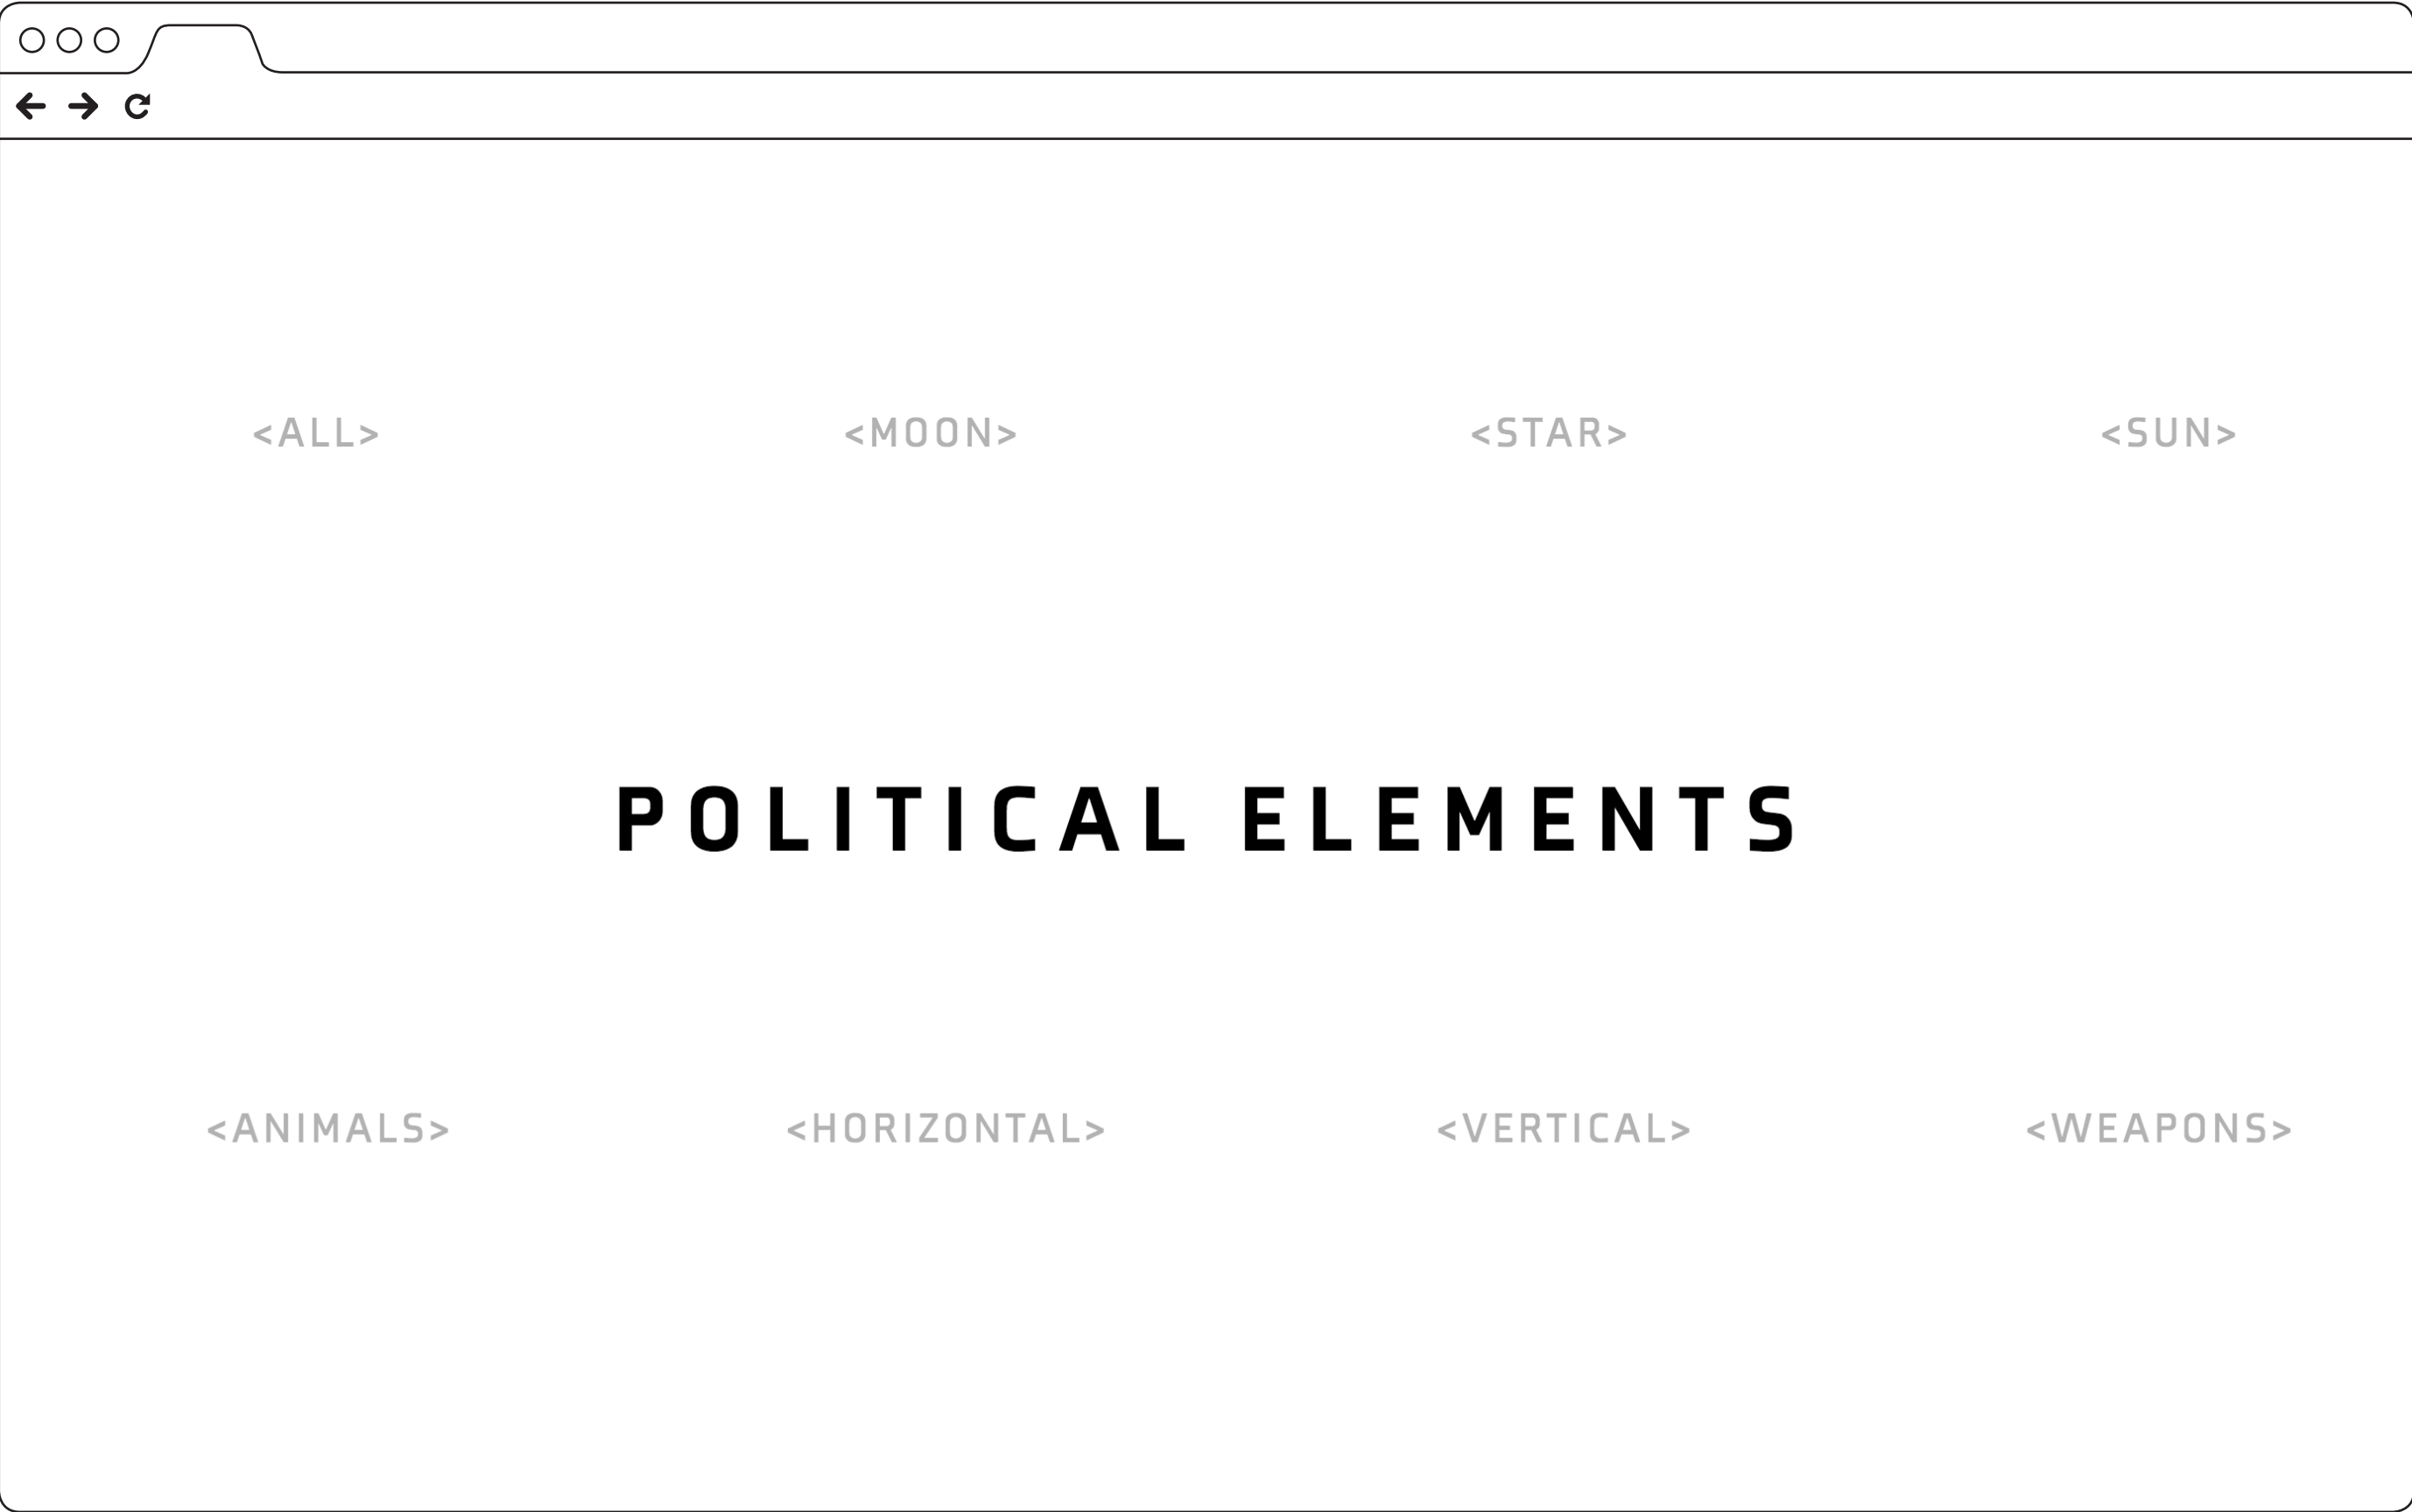 <ALL> <MOON> <STAR> <SUN>
POLITICAL ELEMENTS
<ANIMALS> <HORIZONTAL> <VERTICAL> <WEAPONS>